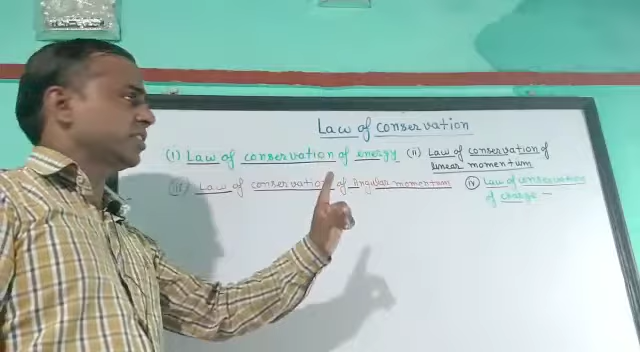 Law of conservation
(i) Law of conservation of energy (ii) Law of conservation of
linear momentum
(iii) Law of conservation of angular momentum (iv) Law of conservation
of charge –